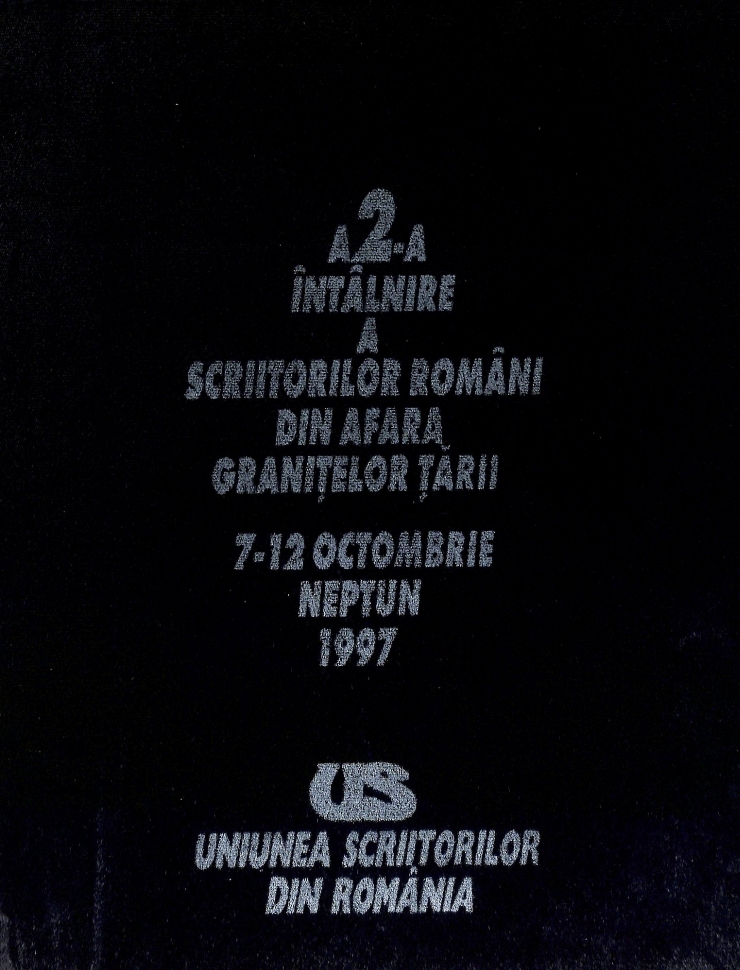 A 2-A
ÎNTÂLNIRE
A
SCRIITORILOR ROMÂNI
DIN AFARA
GRANIȚELOR ȚĂRII
7-12 OCTOMBRIE
NEPTUN
1997
US
UNIUNEA SCRIITORILOR
DIN ROMÂNIA